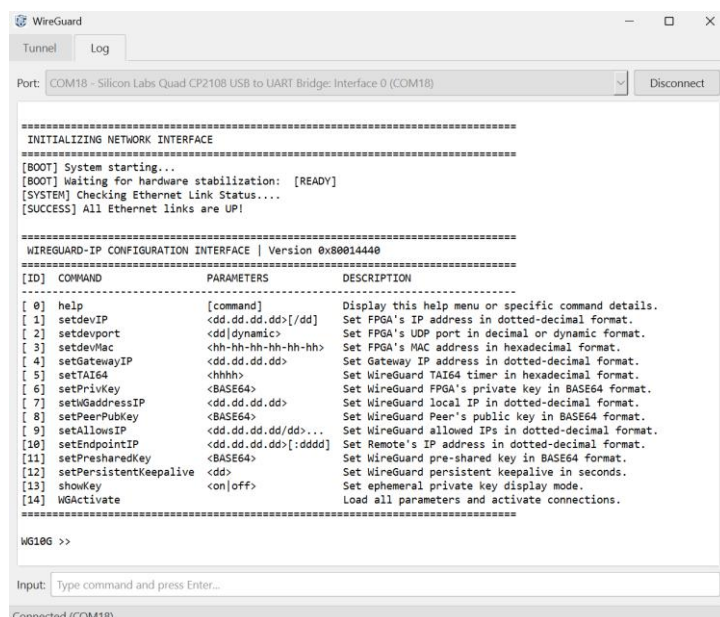 WireGuard
Tunnel Log
Port: COM18 - Silicon Labs Quad CP2108 USB to UART Bridge: Interface 0 (COM18) Disconnect
================================================================================
INITIALIZING NETWORK INTERFACE
================================================================================
[BOOT] System starting...
[BOOT] Waiting for hardware stabilization: [READY]
[SYSTEM] Checking Ethernet Link Status....
[SUCCESS] All Ethernet links are UP!
================================================================================
WIREGUARD-IP CONFIGURATION INTERFACE | Version 0x80014440
================================================================================
[ID] COMMAND PARAMETERS DESCRIPTION
--------------------------------------------------------------------------------
[ 0] help [command] Display this help menu or specific command details.
[ 1] setdevIP <dd.dd.dd.dd>[/dd] Set FPGA's IP address in dotted-decimal format.
[ 2] setdevport <dd|dynamic> Set FPGA's UDP port in decimal or dynamic format.
[ 3] setdevMac <hh-hh-hh-hh-hh-hh> Set FPGA's MAC address in hexadecimal format.
[ 4] setGatewayIP <dd.dd.dd.dd> Set Gateway IP address in dotted-decimal format.
[ 5] setTAI64 <hhhh> Set WireGuard TAI64 timer in hexadecimal format.
[ 6] setPrivKey <BASE64> Set WireGuard FPGA's private key in BASE64 format.
[ 7] setWGaddressIP <dd.dd.dd.dd> Set WireGuard local IP in dotted-decimal format.
[ 8] setPeerPubKey <BASE64> Set WireGuard Peer's public key in BASE64 format.
[ 9] setAllowsIP <dd.dd.dd.dd/dd>... Set WireGuard allowed IPs in dotted-decimal format.
[10] setEndpointIP <dd.dd.dd.dd>[:dddd] Set Remote's IP address in dotted-decimal format.
[11] setPresharedKey <BASE64> Set WireGuard pre-shared key in BASE64 format.
[12] setPersistentKeepalive <dd> Set WireGuard persistent keepalive in seconds.
[13] showKey <on|off> Set ephemeral private key display mode.
[14] WGActivate Load all parameters and activate connections.
================================================================================
WG10G >>
Input: Type command and press Enter...
Connected (COM18)